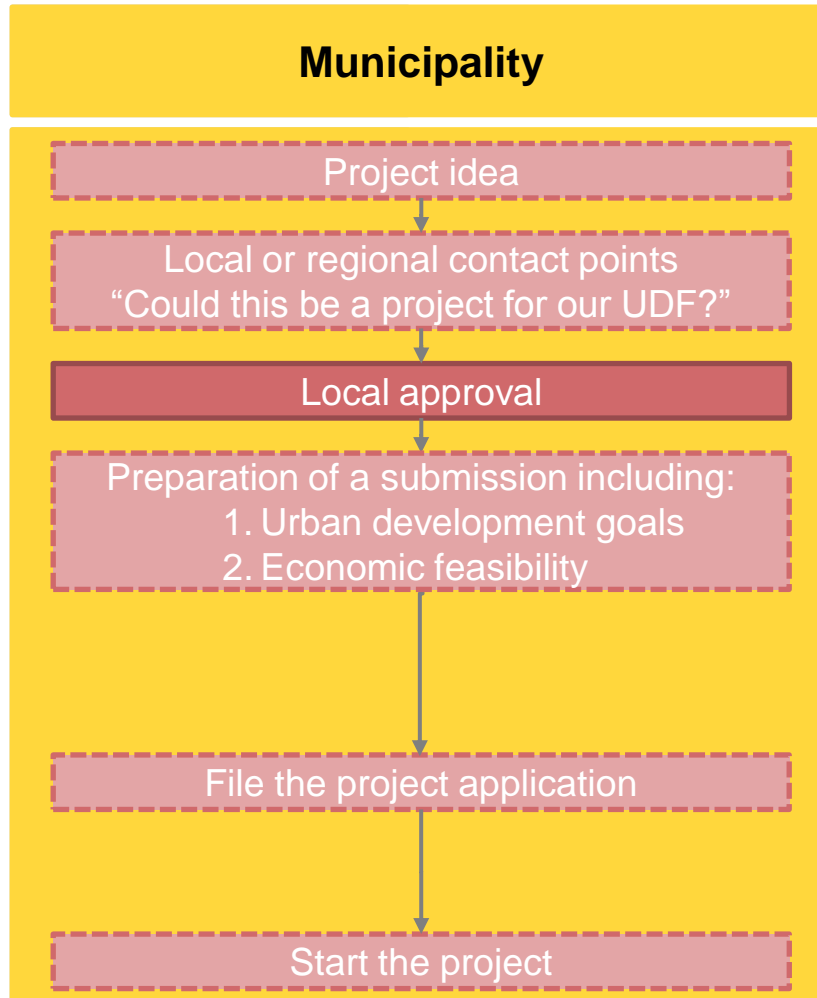 Municipality
Project idea
Local or regional contact points
“Could this be a project for our UDF?”
Local approval
Preparation of a submission including:
1. Urban development goals
2. Economic feasibility
File the project application
Start the project